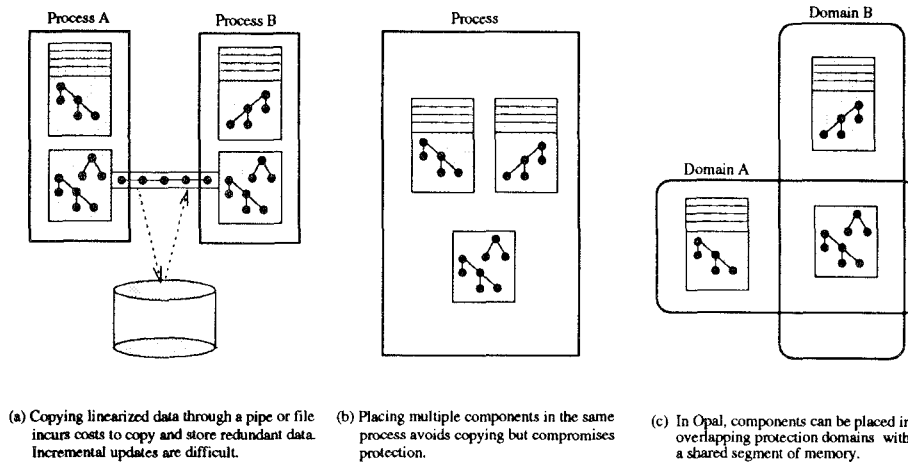 Process A
Process B
Process
Domain B
Domain A
(a) Copying linearized data through a pipe or file
incurs costs to copy and store redundant data.
Incremental updates are difficult.
(b) Placing multiple components in the same
process avoids copying but compromises
protection.
(c) In Opal, components can be placed in
overlapping protection domains with
a shared segment of memory.